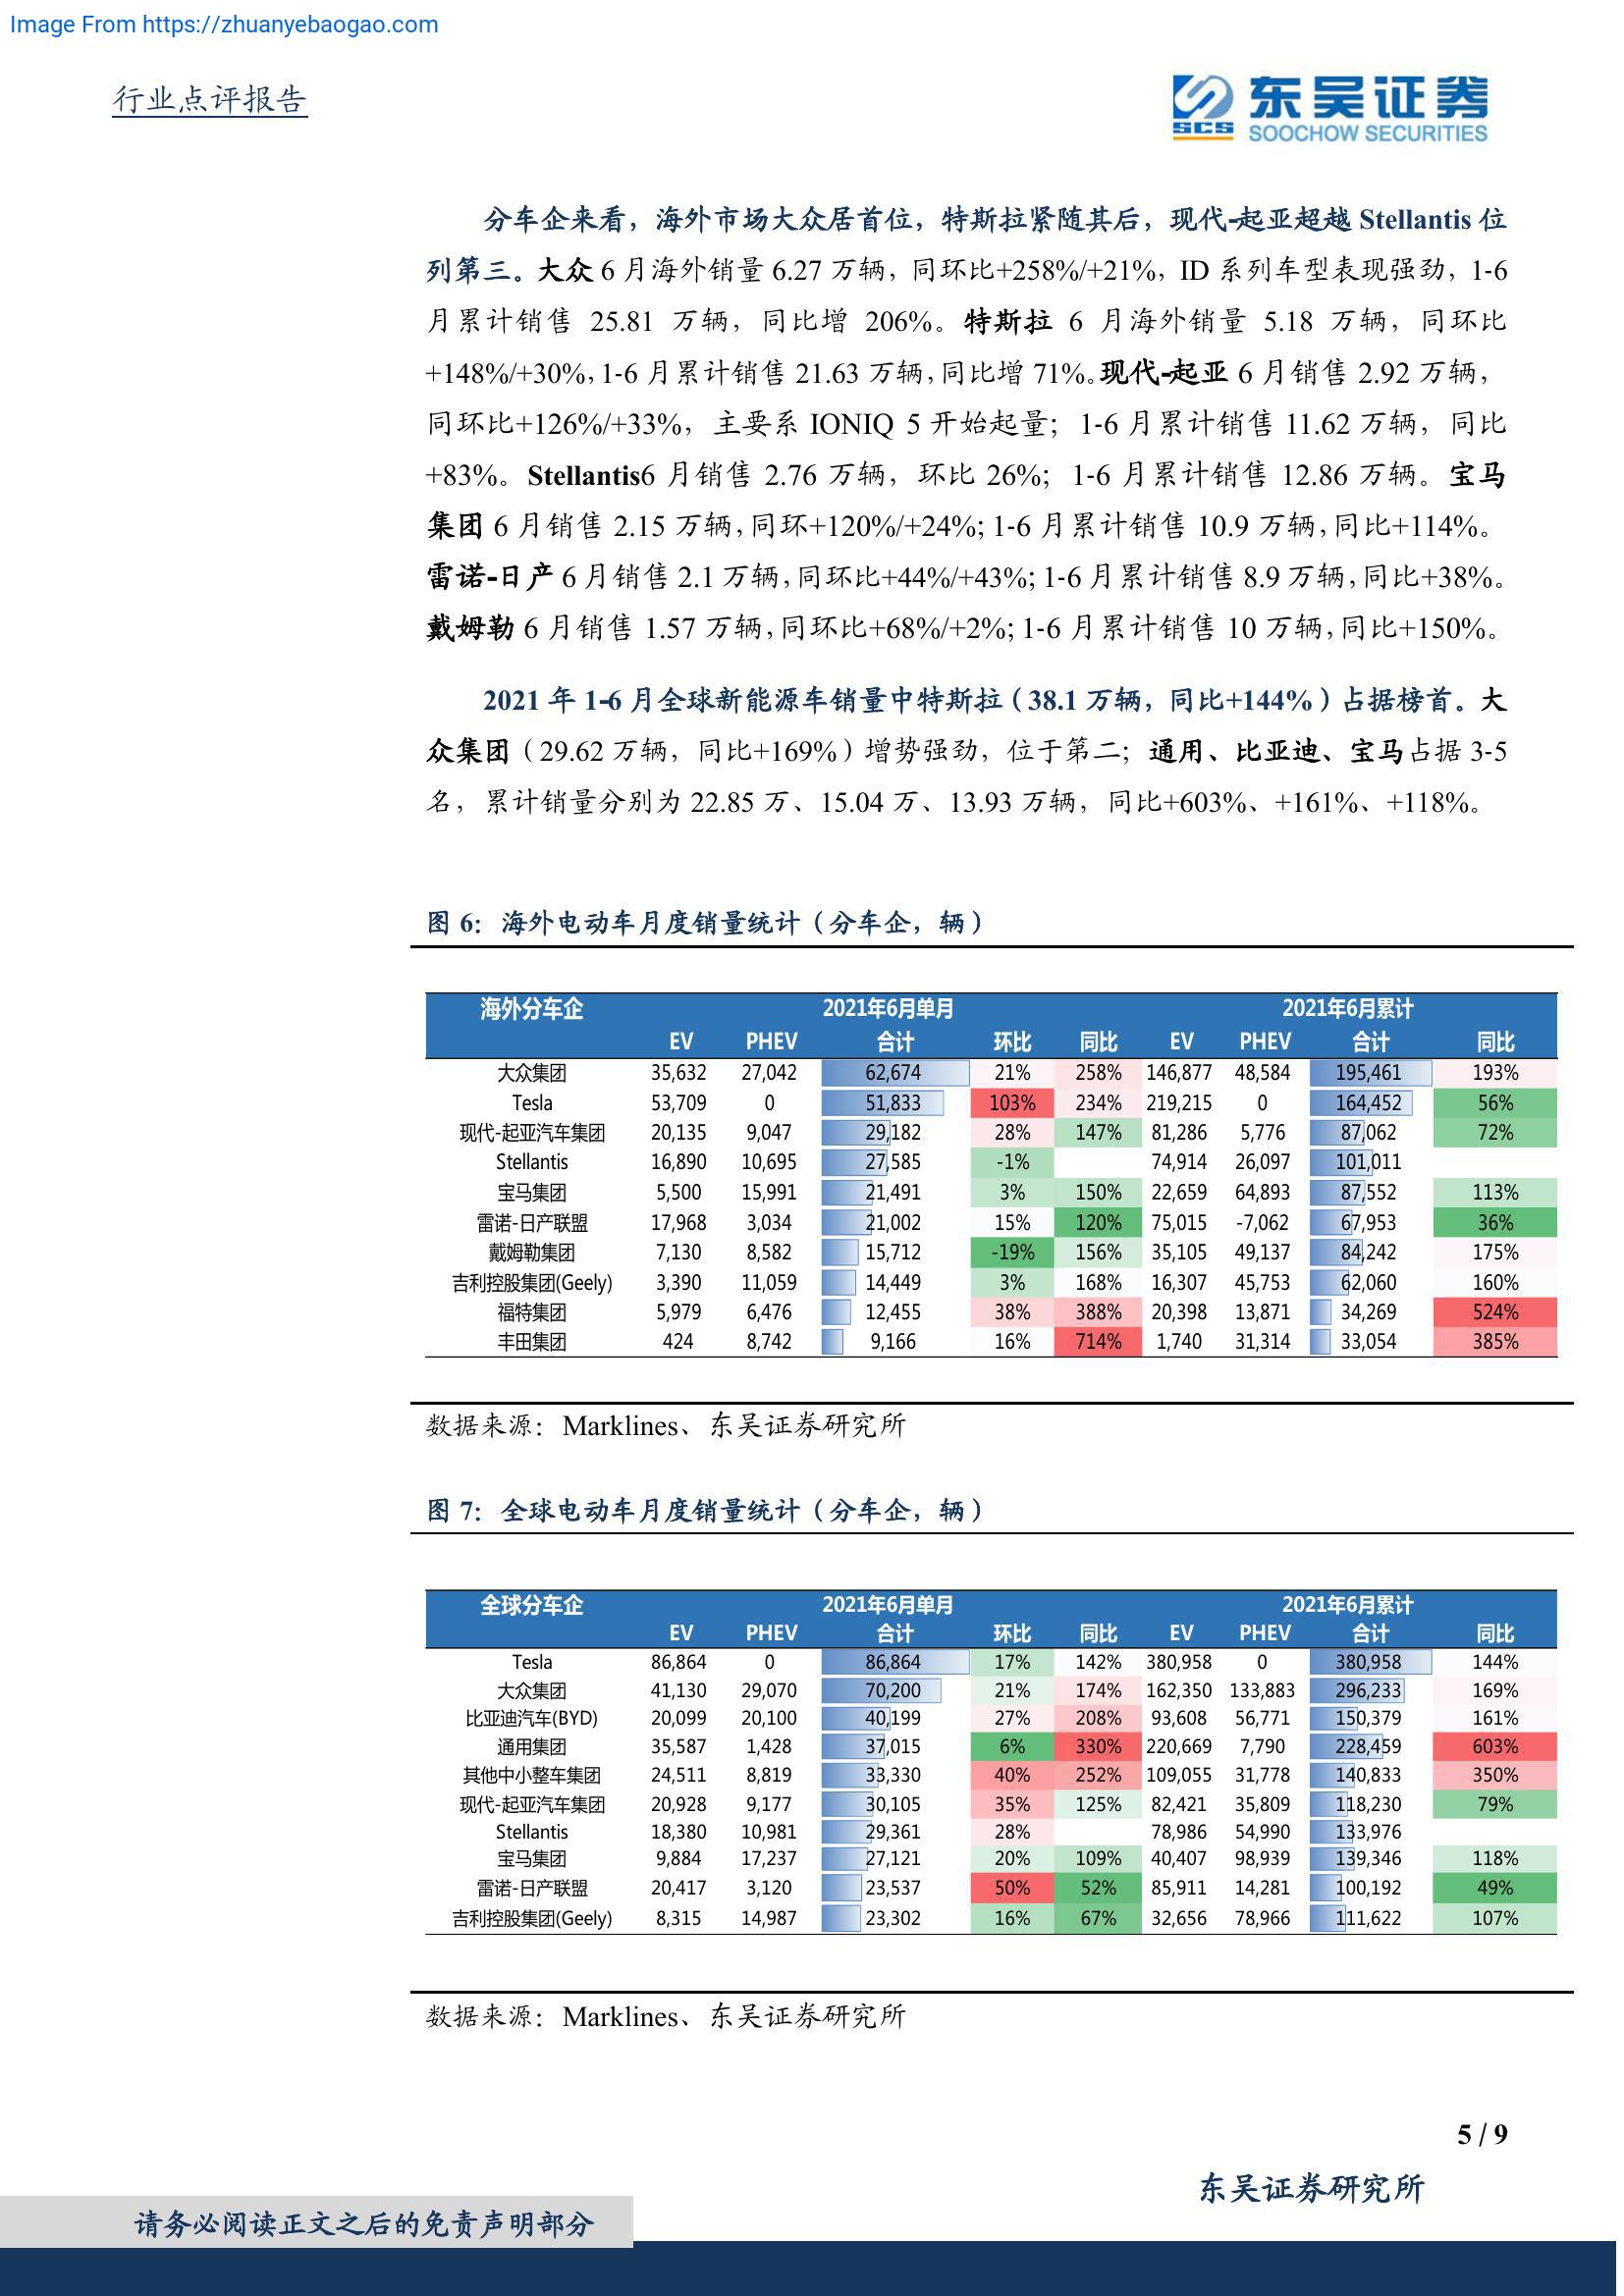 Image From https://zhuanyebaogao.com
行业点评报告
SCS 东吴证券
SOOCHOW SECURITIES
分车企来看，海外市场大众居首位，特斯拉紧随其后，现代-起亚超越 Stellantis 位
列第三。大众 6 月海外销量 6.27 万辆，同环比+258%/+21%，ID 系列车型表现强劲，1-6
月累计销售 25.81 万辆，同比增 206%。特斯拉 6 月海外销量 5.18 万辆，同环比
+148%/+30%，1-6 月累计销售 21.63 万辆，同比增 71%。现代-起亚 6 月销售 2.92 万辆，
同环比+126%/+33%，主要系 IONIQ 5 开始起量；1-6 月累计销售 11.62 万辆，同比
+83%。Stellantis6 月销售 2.76 万辆，环比 26%；1-6 月累计销售 12.86 万辆。宝马
集团 6 月销售 2.15 万辆，同环+120%/+24%；1-6 月累计销售 10.9 万辆，同比+114%。
雷诺-日产 6 月销售 2.1 万辆，同环比+44%/+43%；1-6 月累计销售 8.9 万辆，同比+38%。
戴姆勒 6 月销售 1.57 万辆，同环比+68%/+2%；1-6 月累计销售 10 万辆，同比+150%。
2021 年 1-6 月全球新能源车销量中特斯拉（38.1 万辆，同比+144%）占据榜首。大
众集团（29.62 万辆，同比+169%）增势强劲，位于第二；通用、比亚迪、宝马占据 3-5
名，累计销量分别为 22.85 万、15.04 万、13.93 万辆，同比+603%、+161%、+118%。
图 6：海外电动车月度销量统计（分车企，辆）
海外分车企 2021年6月单月 2021年6月累计
EV PHEV 合计 环比 同比 EV PHEV 合计 同比
大众集团 35,632 27,042 62,674 21% 258% 146,877 48,584 195,461 193%
Tesla 53,709 0 51,833 103% 234% 219,215 0 164,452 56%
现代-起亚汽车集团 20,135 9,047 29,182 28% 147% 81,286 5,776 87,062 72%
Stellantis 16,890 10,695 27,585 -1% 74,914 26,097 101,011
宝马集团 5,500 15,991 21,491 3% 150% 22,659 64,893 87,552 113%
雷诺-日产联盟 17,968 3,034 21,002 15% 120% 75,015 -7,062 67,953 36%
戴姆勒集团 7,130 8,582 15,712 -19% 156% 35,105 49,137 84,242 175%
吉利控股集团(Geely) 3,390 11,059 14,449 3% 168% 16,307 45,753 62,060 160%
福特集团 5,979 6,476 12,455 38% 388% 20,398 13,871 34,269 524%
丰田集团 424 8,742 9,166 16% 714% 1,740 31,314 33,054 385%
数据来源：Marklines、东吴证券研究所
图 7：全球电动车月度销量统计（分车企，辆）
全球分车企 2021年6月单月 2021年6月累计
EV PHEV 合计 环比 同比 EV PHEV 合计 同比
Tesla 86,864 0 86,864 17% 142% 380,958 0 380,958 144%
大众集团 41,130 29,070 70,200 21% 174% 162,350 133,883 296,233 169%
比亚迪汽车(BYD) 20,099 20,100 40,199 27% 208% 93,608 56,771 150,379 161%
通用集团 35,587 1,428 37,015 6% 330% 220,669 7,790 228,459 603%
其他中小整车集团 24,511 8,819 33,330 40% 252% 109,055 31,778 140,833 350%
现代-起亚汽车集团 20,928 9,177 30,105 35% 125% 82,421 35,809 118,230 79%
Stellantis 18,380 10,981 29,361 28% 78,986 54,990 133,976
宝马集团 9,884 17,237 27,121 20% 109% 40,407 98,939 139,346 118%
雷诺-日产联盟 20,417 3,120 23,537 50% 52% 85,911 14,281 100,192 49%
吉利控股集团(Geely) 8,315 14,987 23,302 16% 67% 32,656 78,966 111,622 107%
数据来源：Marklines、东吴证券研究所
5 / 9
东吴证券研究所
请务必阅读正文之后的免责声明部分